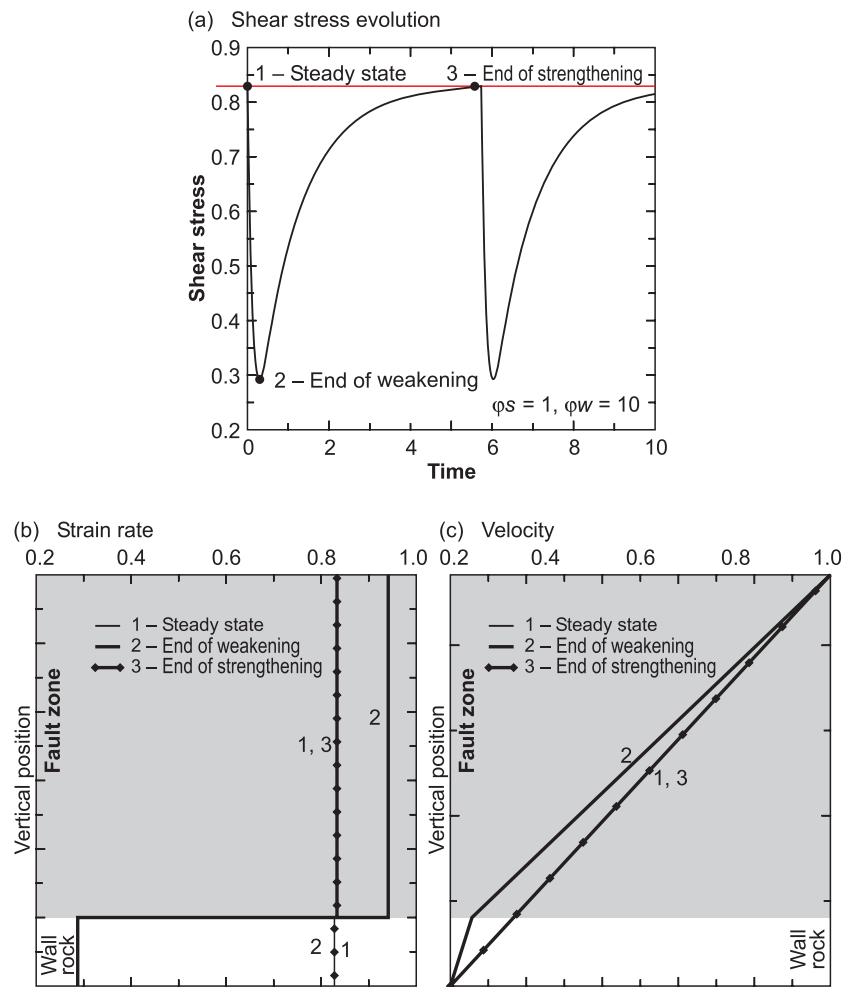 (a) Shear stress evolution
0.9
1 – Steady state
3 – End of strengthening
0.8
0.7
0.6
0.5
0.4
0.3
0.2
Shear stress
2 – End of weakening
φs = 1, φw = 10
0 2 4 6 8 10
Time
(b) Strain rate
0.2 0.4 0.6 0.8 1.0
1 – Steady state
2 – End of weakening
3 – End of strengthening
Vertical position
Fault zone
1, 3
2
Wall
rock
2
1
(c) Velocity
0.2 0.4 0.6 0.8 1.0
1 – Steady state
2 – End of weakening
3 – End of strengthening
Vertical position
Fault zone
2
1, 3
Wall
rock